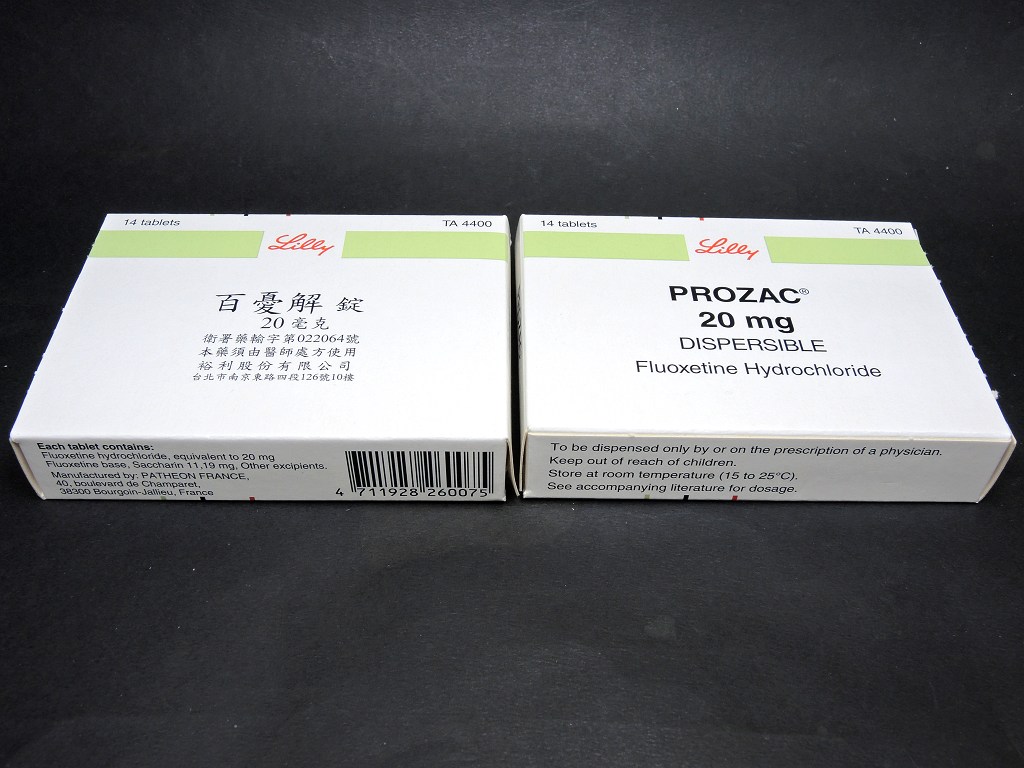 14 tablets
TA 4400
Lilly
百憂解 錠
20 毫克
衛署藥輸字第022064號
本藥須由醫師處方使用
裕利股份有限公司
台北市南京東路四段126號10樓
Each tablet contains:
Fluoxetine hydrochloride, equivalent to 20 mg
Fluoxetine base, Saccharin 11,19 mg, Other excipients.
Manufactured by: PATHEON FRANCE,
40, boulevard de Champaret,
38300 Bourgoin-Jallieu, France
4 711928 260075
14 tablets
TA 4400
Lilly
PROZAC®
20 mg
DISPERSIBLE
Fluoxetine Hydrochloride
To be dispensed only by or on the prescription of a physician.
Keep out of reach of children.
Store at room temperature (15 to 25°C).
See accompanying literature for dosage.